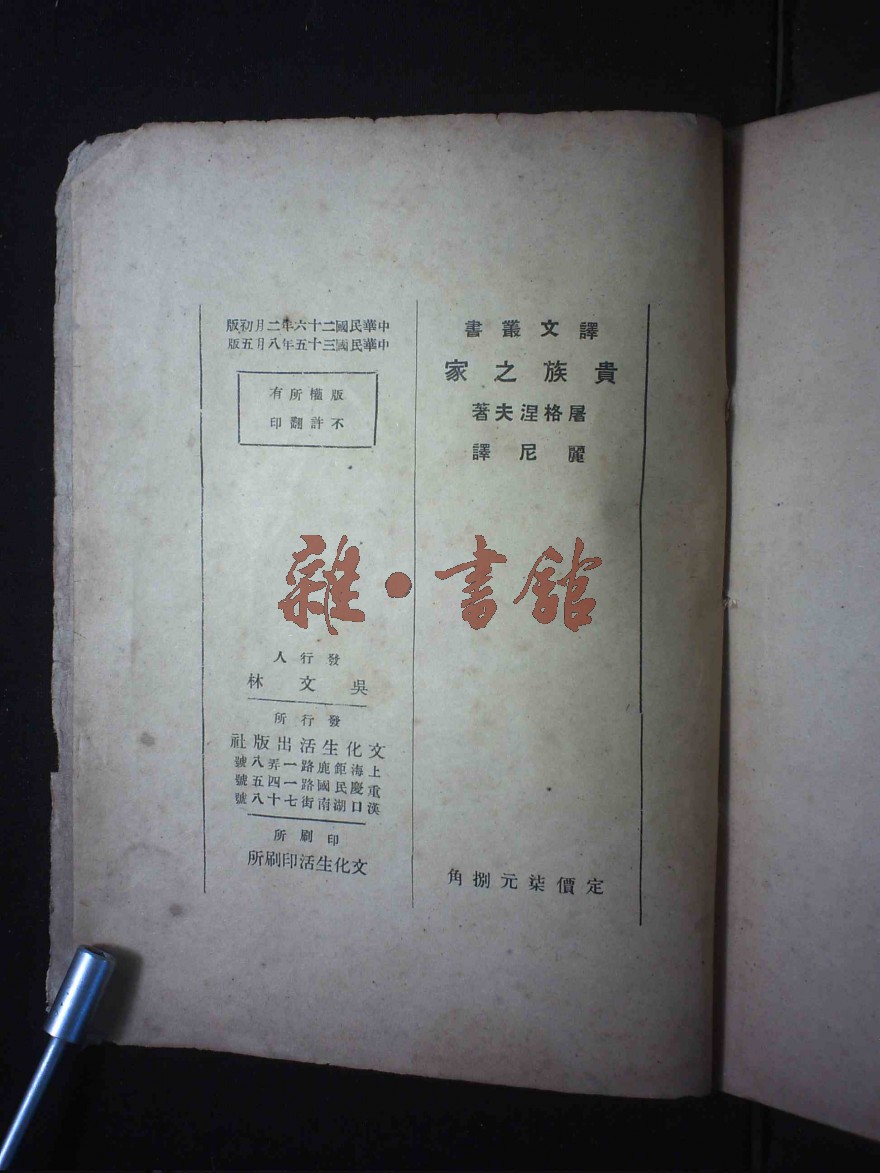 譯文叢書
貴族之家
屠格涅夫著
麗尼譯
定價柒元捌角
中華民國二十六年二月初版
中華民國三十五年八月五版
版權所有
不許翻印
發行人
吳文林
發行所
文化生活出版社
上海鉅鹿路一弄八號
重慶民國路一四五號
漢口湖南街七十八號
印刷所
文化生活印刷所
雜·書館